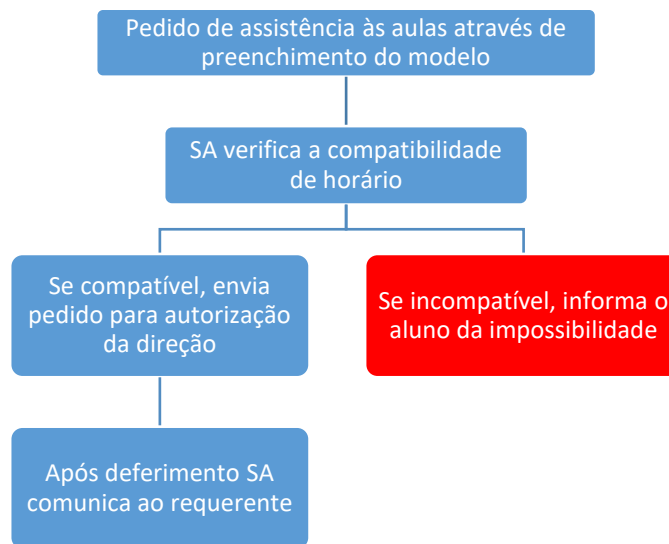 Pedido de assistência às aulas através de
preenchimento do modelo
SA verifica a compatibilidade
de horário
Se compatível, envia
pedido para autorização
da direção
Se incompatível, informa o
aluno da impossibilidade
Após deferimento SA
comunica ao requerente